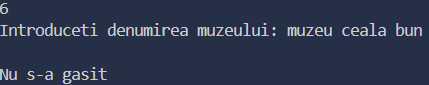 6
Introduceti denumirea muzeului: muzeu ceala bun
Nu s-a gasit